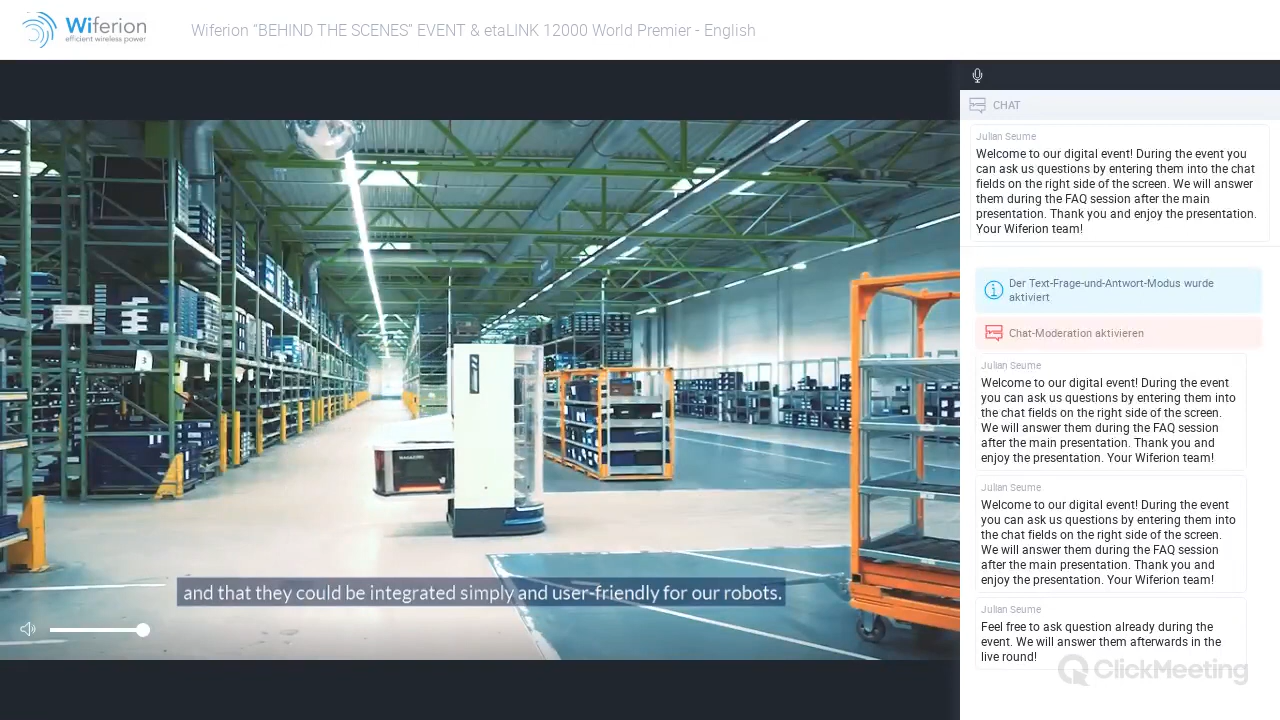 Wiferion
efficient wireless power
Wiferion “BEHIND THE SCENES” EVENT & etaLINK 12000 World Premier - English
CHAT
Julian Seume
Welcome to our digital event! During the event you
can ask us questions by entering them into the chat
fields on the right side of the screen. We will answer
them during the FAQ session after the main
presentation. Thank you and enjoy the presentation.
Your Wiferion team!
Der Text-Frage-und-Antwort-Modus wurde
aktiviert
Chat-Moderation aktivieren
Julian Seume
Welcome to our digital event! During the event
you can ask us questions by entering them into
the chat fields on the right side of the screen.
We will answer them during the FAQ session
after the main presentation. Thank you and
enjoy the presentation. Your Wiferion team!
Julian Seume
Welcome to our digital event! During the event
you can ask us questions by entering them into
the chat fields on the right side of the screen.
We will answer them during the FAQ session
after the main presentation. Thank you and
enjoy the presentation. Your Wiferion team!
Julian Seume
Feel free to ask question already during the
event. We will answer them afterwards in the
live round!
ClickMeeting
3
and that they could be integrated simply and user-friendly for our robots.